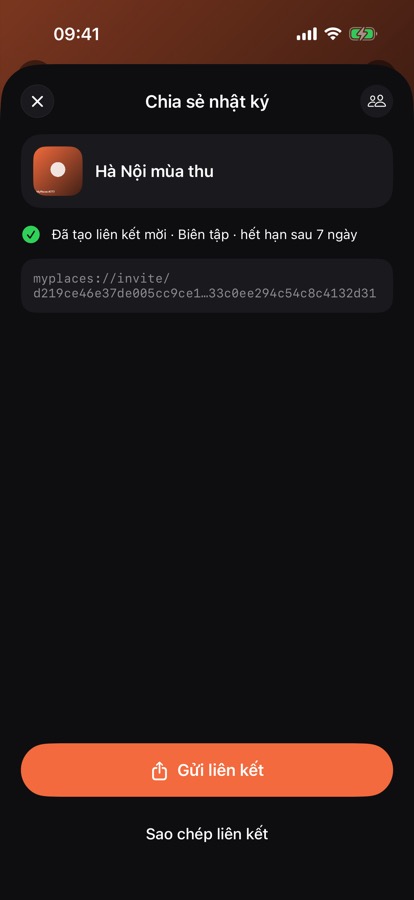 09:41
Chia sẻ nhật ký
Hà Nội mùa thu
Đã tạo liên kết mời · Biên tập · hết hạn sau 7 ngày
myplaces://invite/
d219ce46e37de005cc9ce1…33c0ee294c54c8c4132d31
Gửi liên kết
Sao chép liên kết